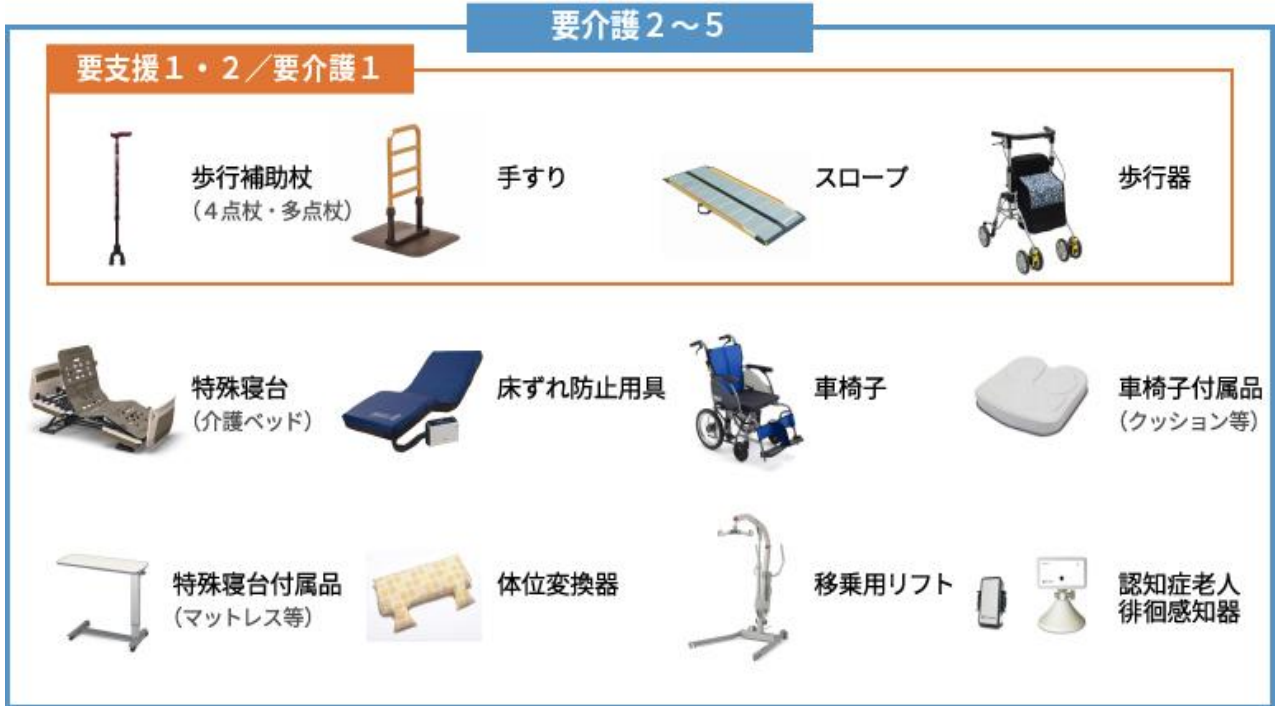 要介護２～５
要支援１・２／要介護１
歩行補助杖
（４点杖・多点杖）
手すり
スロープ
歩行器
特殊寝台
（介護ベッド）
床ずれ防止用具
車椅子
車椅子付属品
（クッション等）
特殊寝台付属品
（マットレス等）
体位変換器
移乗用リフト
認知症老人
徘徊感知器